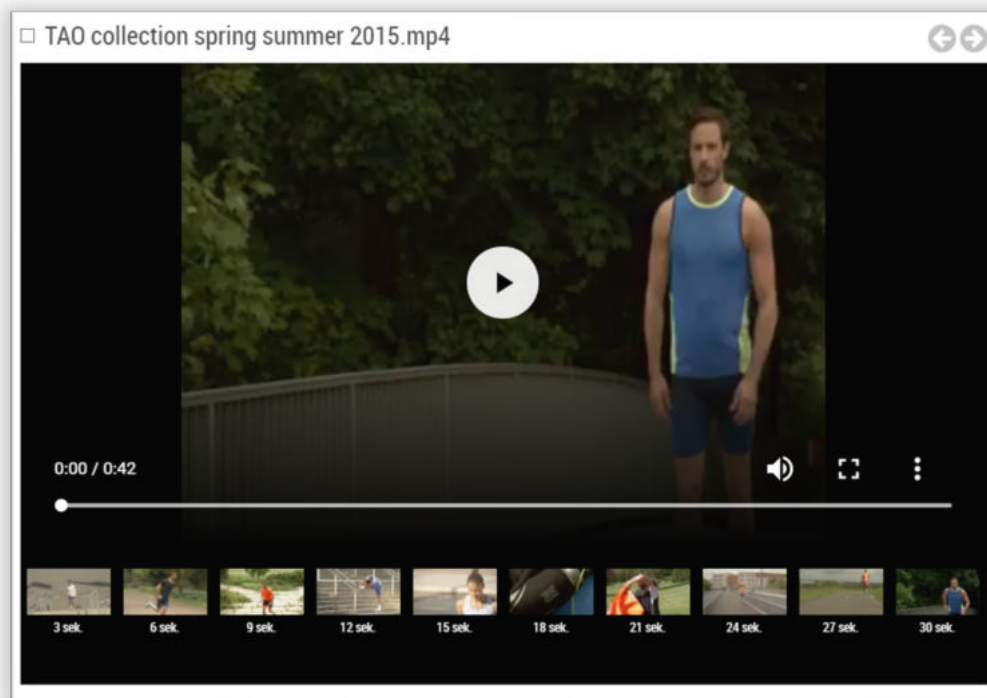 TAO collection spring summer 2015.mp4
0:00 / 0:42
3 sek. 6 sek. 9 sek. 12 sek. 15 sek. 18 sek. 21 sek. 24 sek. 27 sek. 30 sek.